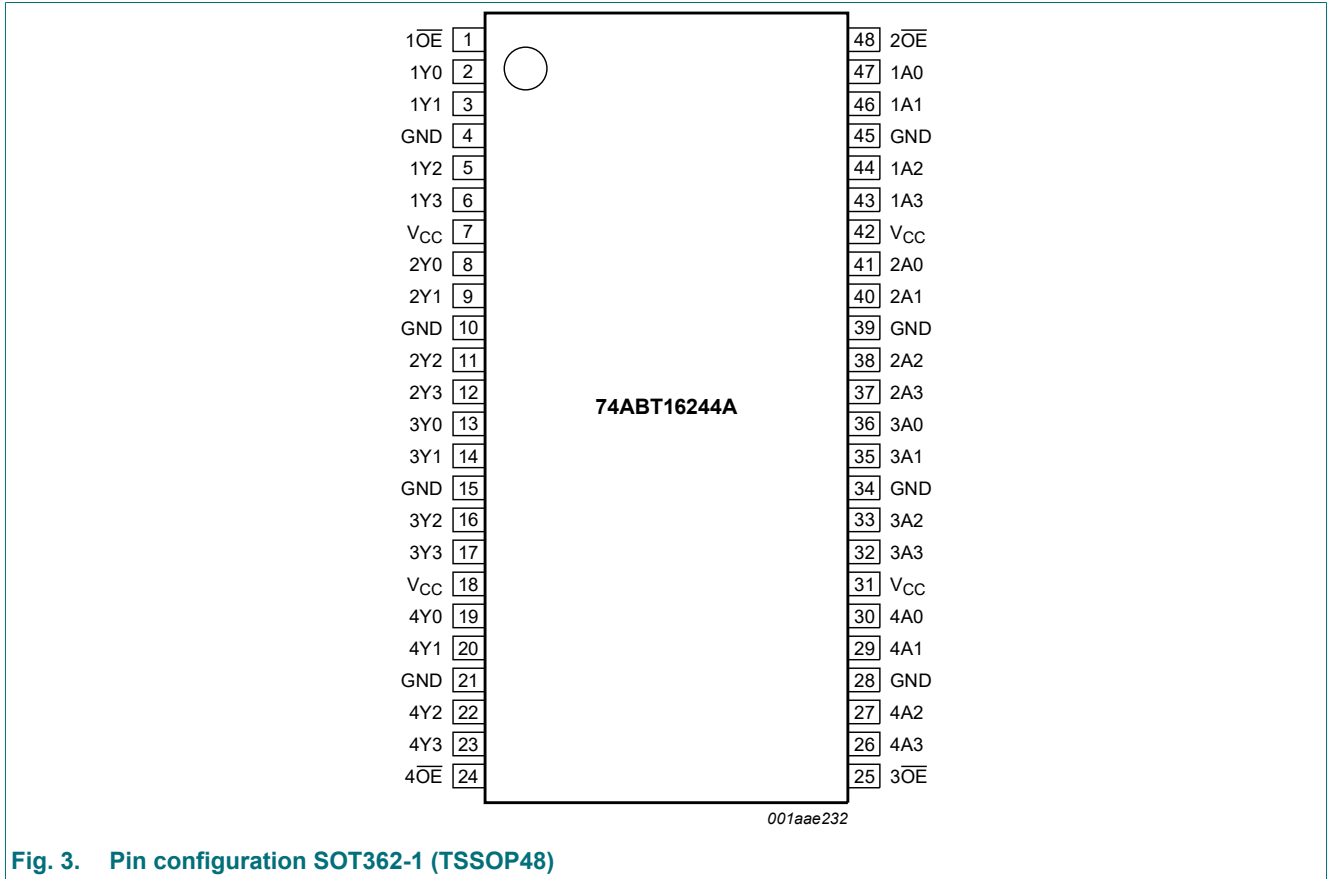 1OE 1 48 2OE
1Y0 2 47 1A0
1Y1 3 46 1A1
GND 4 45 GND
1Y2 5 44 1A2
1Y3 6 43 1A3
VCC 7 42 VCC
2Y0 8 41 2A0
2Y1 9 40 2A1
GND 10 39 GND
2Y2 11 38 2A2
2Y3 12 37 2A3
74ABT16244A
3Y0 13 36 3A0
3Y1 14 35 3A1
GND 15 34 GND
3Y2 16 33 3A2
3Y3 17 32 3A3
VCC 18 31 VCC
4Y0 19 30 4A0
4Y1 20 29 4A1
GND 21 28 GND
4Y2 22 27 4A2
4Y3 23 26 4A3
4OE 24 25 3OE
001aae232
Fig. 3. Pin configuration SOT362-1 (TSSOP48)